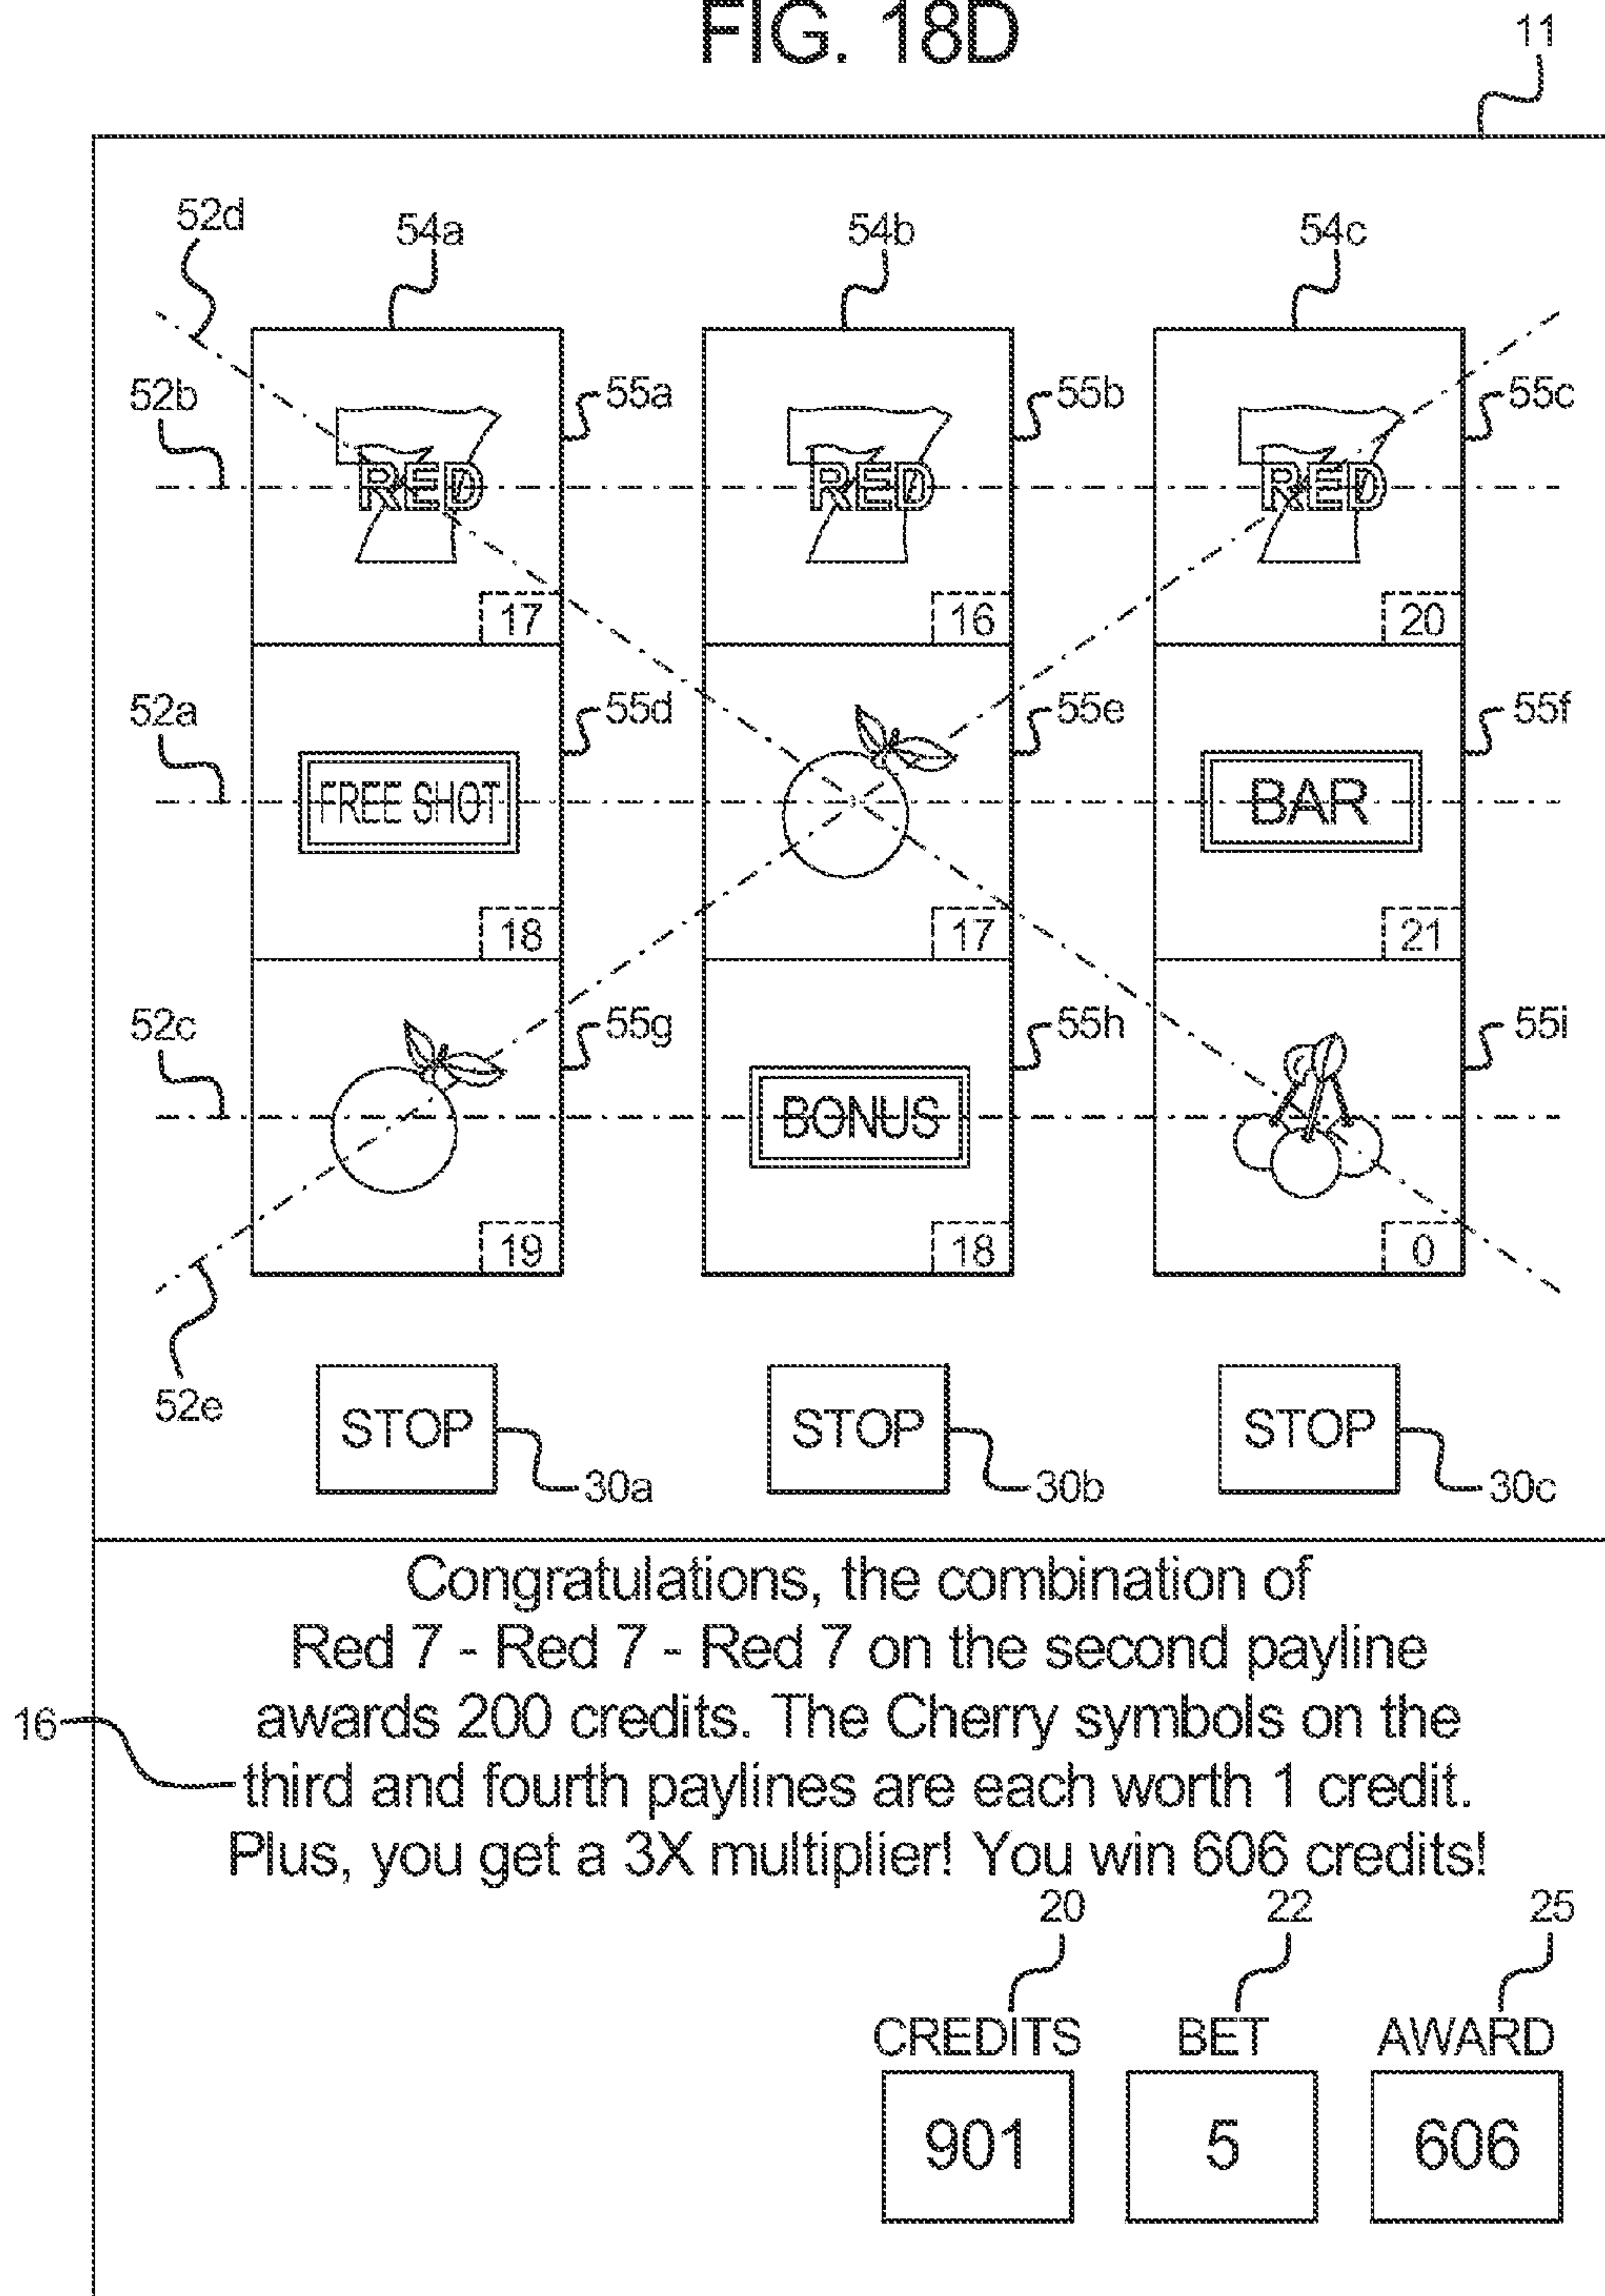 FIG. 18D
11
52d 54a 54b 54c
52b 55a 55b 55c
RED RED RED
17 16 20
52a 55d 55e 55f
FREE SHOT BAR
18 17 21
52c 55g 55h 55i
BONUS
19 18 0
52e
STOP STOP STOP
30a 30b 30c
Congratulations, the combination of
Red 7 - Red 7 - Red 7 on the second payline
awards 200 credits. The Cherry symbols on the
16
third and fourth paylines are each worth 1 credit.
Plus, you get a 3X multiplier! You win 606 credits!
20 22 25
CREDITS BET AWARD
901 5 606